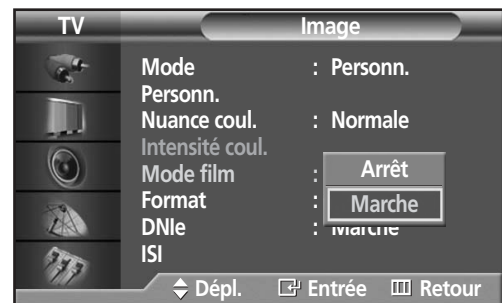 TV Image
Mode : Personn.
Personn.
Nuance coul. : Normale
Intensité coul.
Mode film : Arrêt
Format : Marche
DNIe : Marche
ISI
Dépl. Entrée Retour